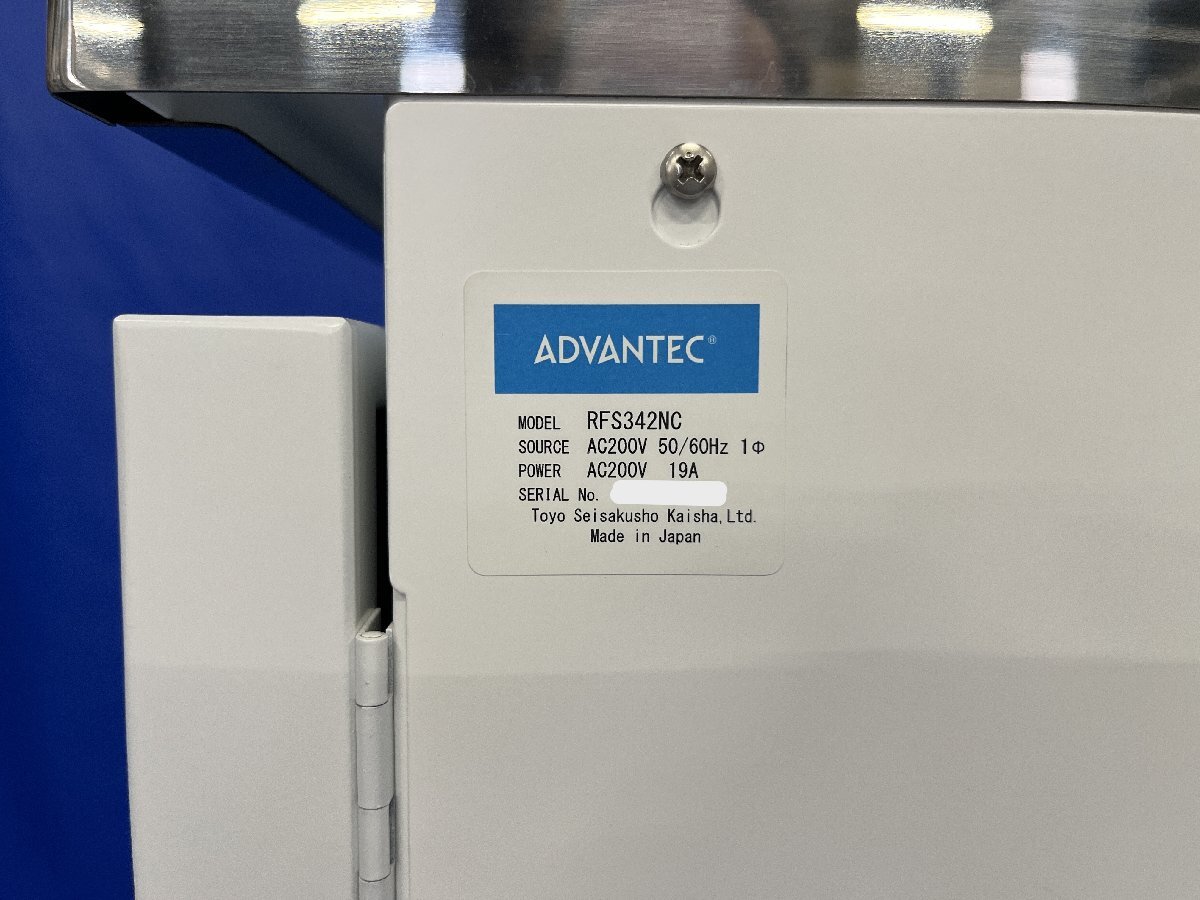 ADVANTEC®
MODEL RFS342NC
SOURCE AC200V 50/60Hz 1Φ
POWER AC200V 19A
SERIAL No.
Toyo Seisakusho Kaisha,Ltd.
Made in Japan